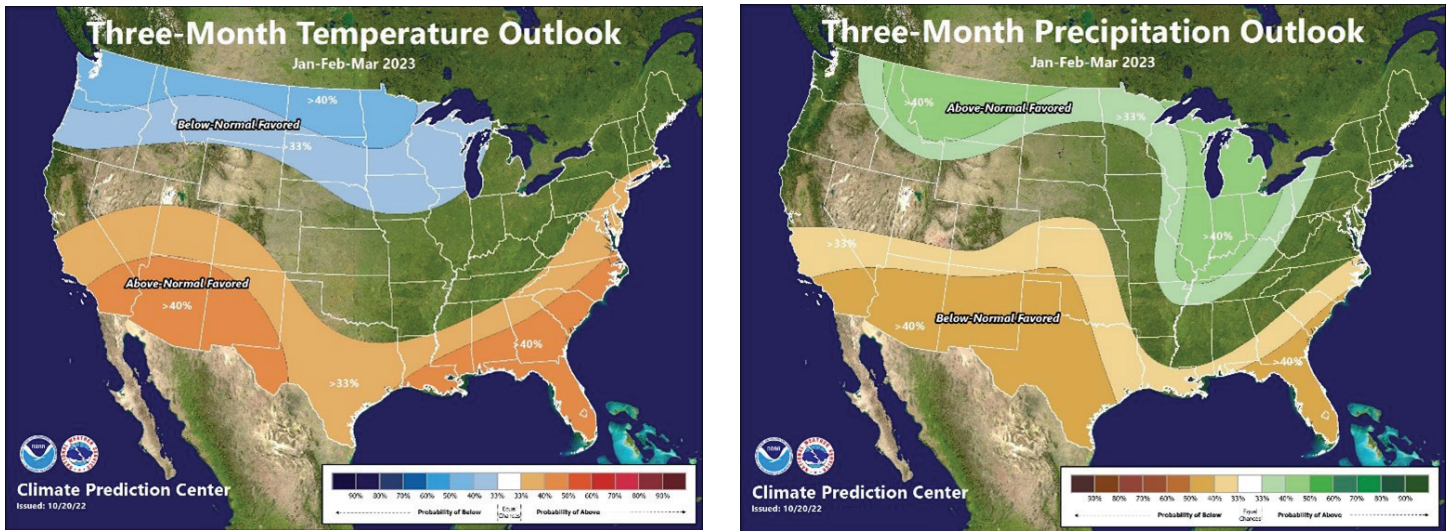 Three-Month Temperature Outlook
Jan-Feb-Mar 2023
>40%
Below-Normal Favored
>33%
Above-Normal Favored
>40%
>40%
>33%
NOAA
Climate Prediction Center
Issued: 10/20/22
90% 80% 70% 60% 50% 40% 33% 33% 40% 50% 60% 70% 80% 90%
Probability of Below
Equal
Chances
Probability of Above
Three-Month Precipitation Outlook
Jan-Feb-Mar 2023
>40%
Above-Normal Favored
>33%
>40%
>33%
Below-Normal Favored
>40%
>40%
NOAA
Climate Prediction Center
Issued: 10/20/22
90% 80% 70% 60% 50% 40% 33% 33% 40% 50% 60% 70% 80% 90%
Probability of Below
Equal
Chances
Probability of Above